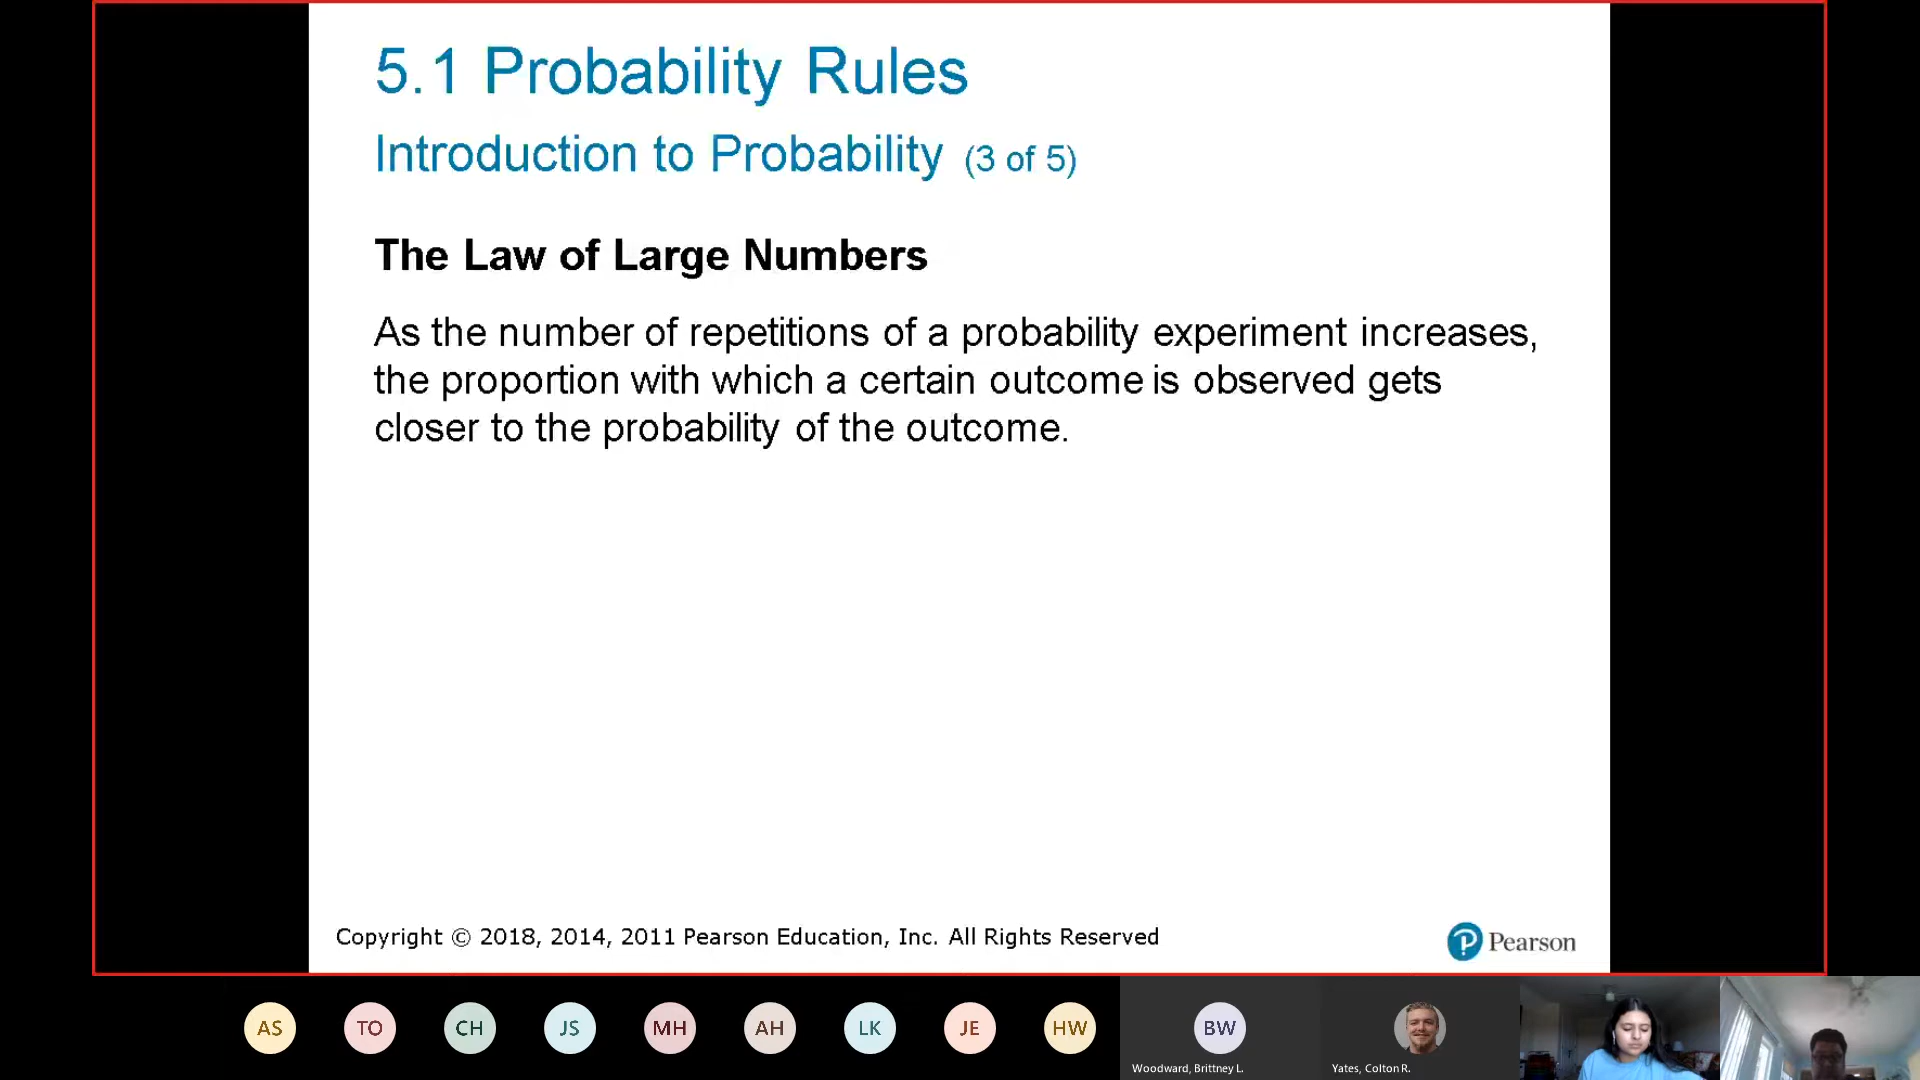 5.1 Probability Rules
Introduction to Probability (3 of 5)
The Law of Large Numbers
As the number of repetitions of a probability experiment increases,
the proportion with which a certain outcome is observed gets
closer to the probability of the outcome.
Copyright © 2018, 2014, 2011 Pearson Education, Inc. All Rights Reserved
Pearson
AS TO CH JS MH AH LK JE HW BW
Woodward, Brittney L. Yates, Colton R.